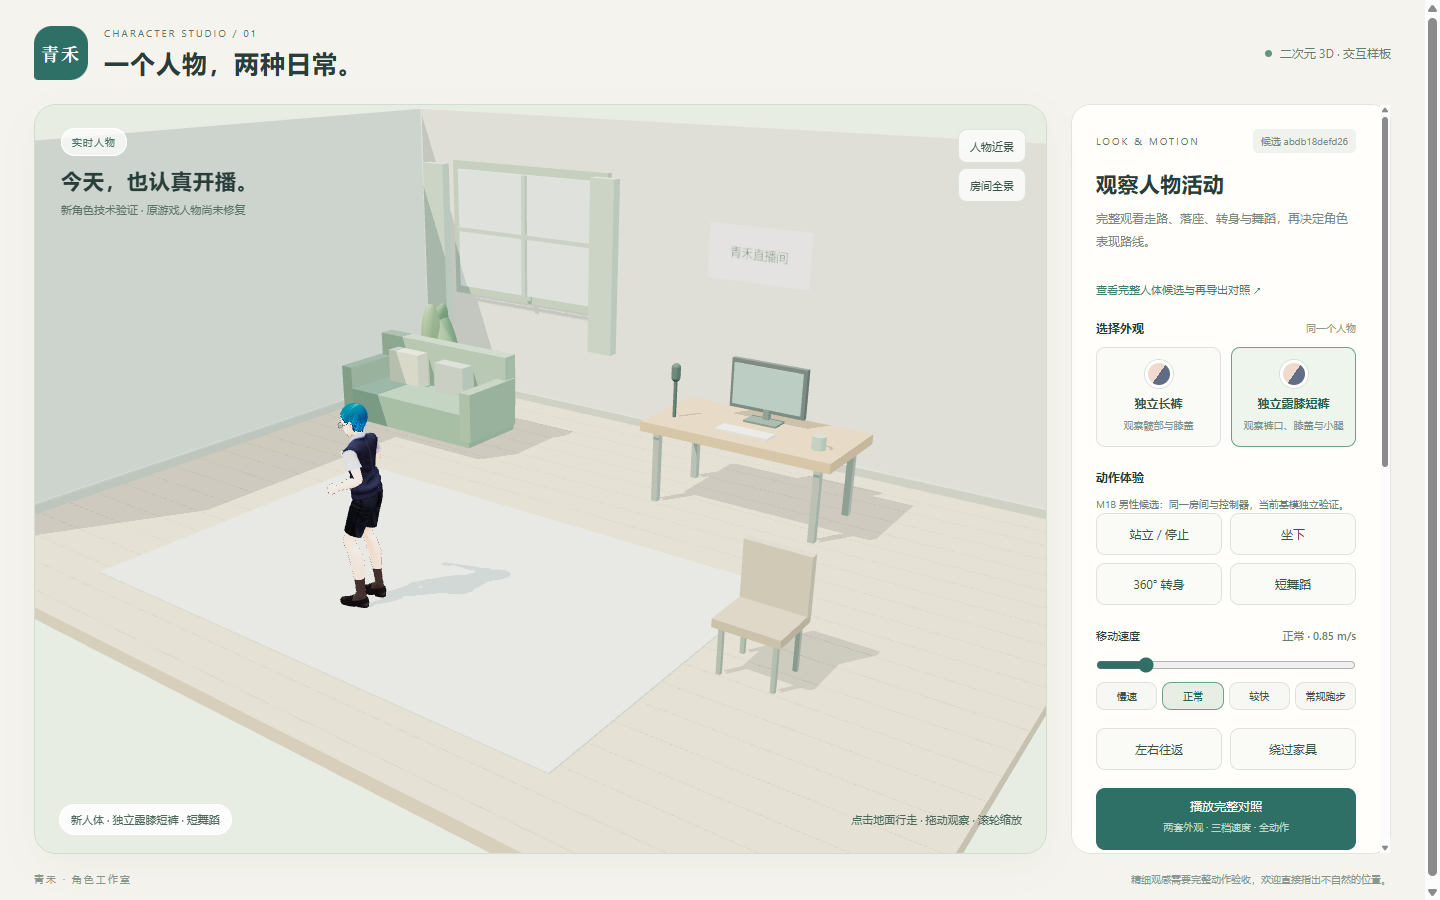 青禾
CHARACTER STUDIO / 01
一个人物，两种日常。
二次元 3D · 交互样板
实时人物
今天，也认真开播。
新角色技术验证 · 原游戏人物尚未修复
人物近景
房间全景
青禾直播间
新人体 · 独立露膝短裤 · 短舞蹈
点击地面行走 · 拖动观察 · 滚轮缩放
LOOK & MOTION
候选 abdb18defd26
观察人物活动
完整观看走路、落座、转身与舞蹈，再决定角色
表现路线。
查看完整人体候选与再导出对照 ↗
选择外观
同一个人物
独立长裤
观察髋部与膝盖
独立露膝短裤
观察裤口、膝盖与小腿
动作体验
M1B 男性候选：同一房间与控制器，当前基模独立验证。
站立 / 停止
坐下
360° 转身
短舞蹈
移动速度
正常 · 0.85 m/s
慢速
正常
较快
常规跑步
左右往返
绕过家具
播放完整对照
两套外观 · 三档速度 · 全动作
青禾 · 角色工作室
精细观感需要完整动作验收，欢迎直接指出不自然的位置。